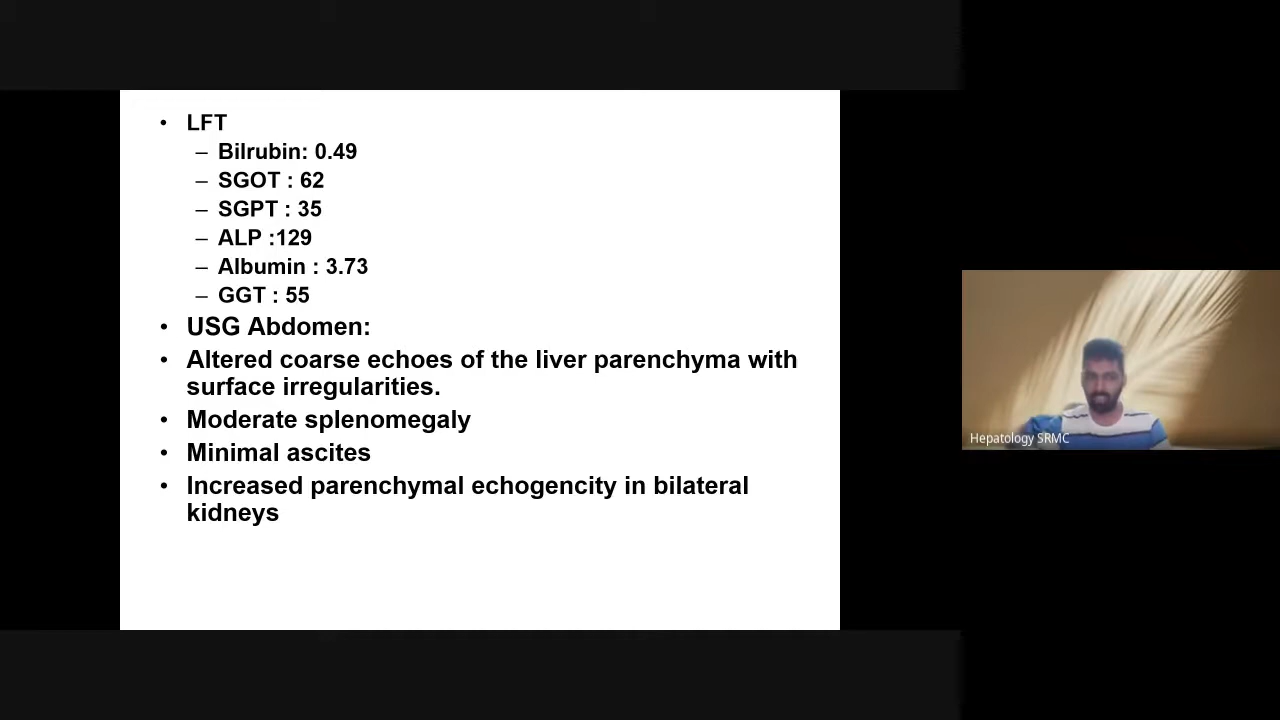 • LFT
– Bilrubin: 0.49
– SGOT : 62
– SGPT : 35
– ALP :129
– Albumin : 3.73
– GGT : 55
• USG Abdomen:
• Altered coarse echoes of the liver parenchyma with
surface irregularities.
• Moderate splenomegaly
• Minimal ascites
• Increased parenchymal echogencity in bilateral
kidneys
Hepatology SRMC